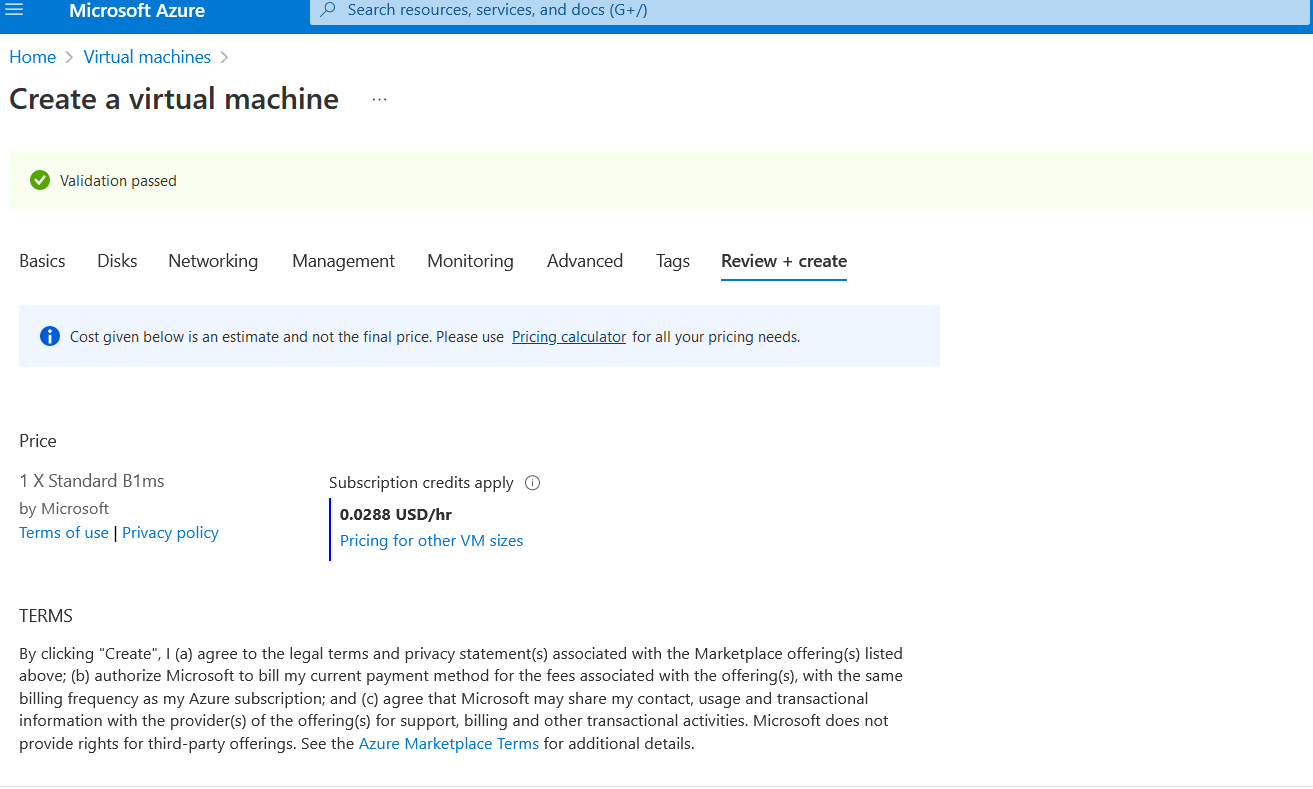 Microsoft Azure
Search resources, services, and docs (G+/)
Home > Virtual machines >
Create a virtual machine ...
Validation passed
Basics Disks Networking Management Monitoring Advanced Tags Review + create
Cost given below is an estimate and not the final price. Please use Pricing calculator for all your pricing needs.
Price
1 X Standard B1ms
by Microsoft
Terms of use | Privacy policy
Subscription credits apply
0.0288 USD/hr
Pricing for other VM sizes
TERMS
By clicking "Create", I (a) agree to the legal terms and privacy statement(s) associated with the Marketplace offering(s) listed
above; (b) authorize Microsoft to bill my current payment method for the fees associated with the offering(s), with the same
billing frequency as my Azure subscription; and (c) agree that Microsoft may share my contact, usage and transactional
information with the provider(s) of the offering(s) for support, billing and other transactional activities. Microsoft does not
provide rights for third-party offerings. See the Azure Marketplace Terms for additional details.